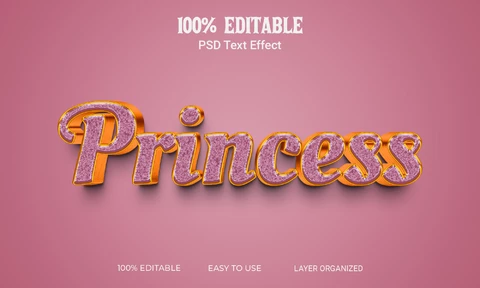 100% EDITABLE
PSD Text Effect
Princess
100% EDITABLE EASY TO USE LAYER ORGANIZED